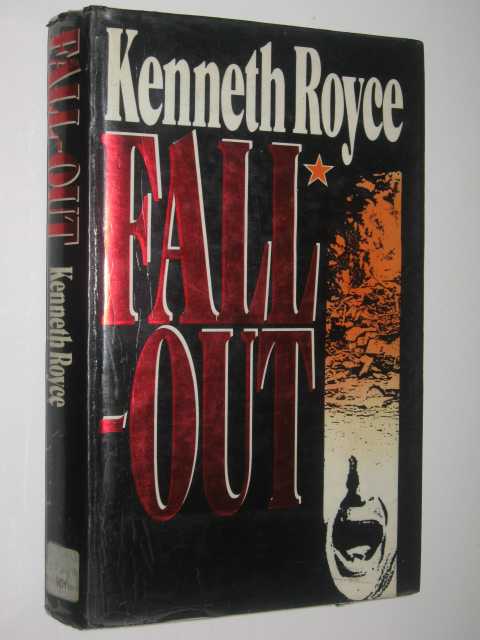 Kenneth Royce
FALL
-OUT
FALL-OUT Kenneth Royce